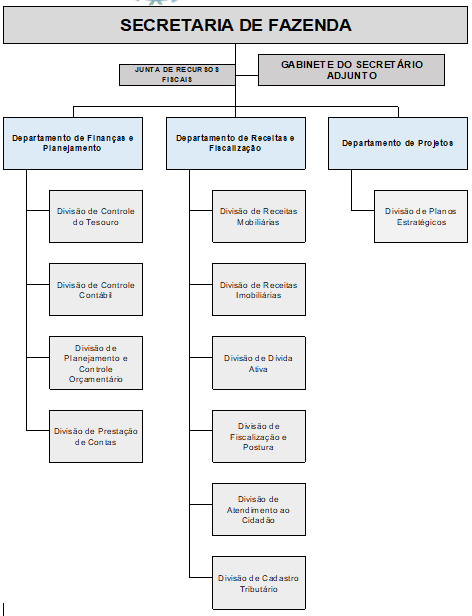 SECRETARIA DE FAZENDA
JUNTA DE RECURSOS
FISCAIS
GABINETE DO SECRETÁRIO
ADJUNTO
Departamento de Finanças e
Planejamento
Departamento de Receitas e
Fiscalização
Departamento de Projetos
Divisão de Controle
do Tesouro
Divisão de Controle
Contábil
Divisão de
Planejamento e
Controle
Orçamentário
Divisão de Prestação
de Contas
Divisão de Receitas
Mobiliárias
Divisão de Receitas
Imobiliárias
Divisão de Dívida
Ativa
Divisão de
Fiscalização e
Postura
Divisão de
Atendimento ao
Cidadão
Divisão de Cadastro
Tributário
Divisão de Planos
Estratégicos